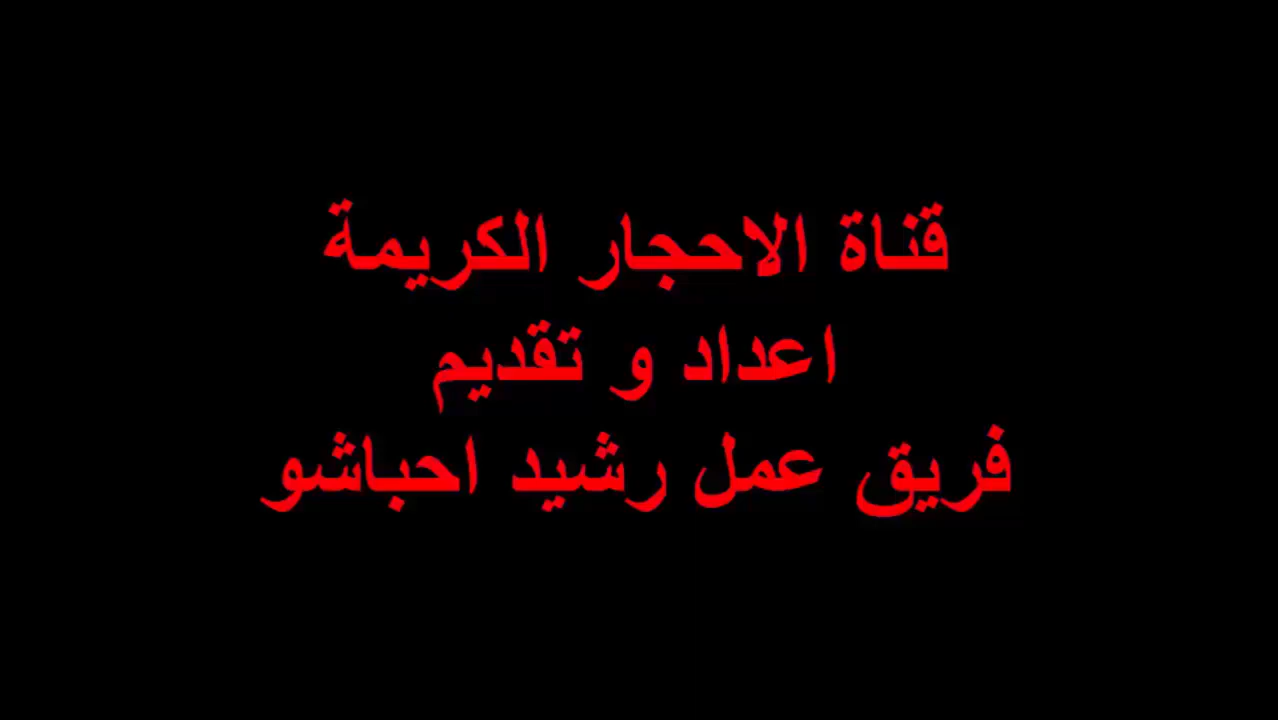 قناة الاحجار الكريمة
اعداد و تقديم
فريق عمل رشيد احباشو